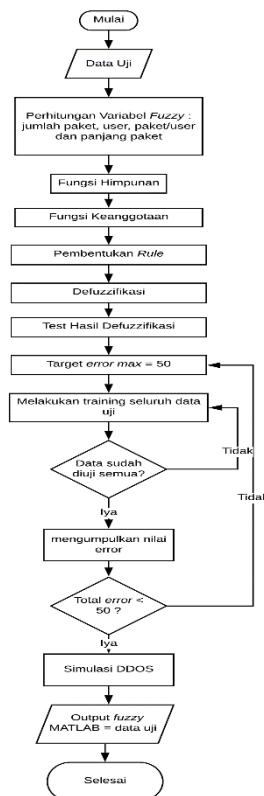 Mulai
Data Uji
Perhitungan Variabel Fuzzy :
jumlah paket, user, paket/user
dan panjang paket
Fungsi Himpunan
Fungsi Keanggotaan
Pembentukan Rule
Defuzzifikasi
Test Hasil Defuzzifikasi
Target error max = 50
Melakukan training seluruh data
uji
Tidak
Data sudah
diuji semua?
Tidak
Iya
mengumpulkan nilai
error
Total error <
50 ?
Iya
Simulasi DDOS
Output fuzzy
MATLAB = data uji
Selesai